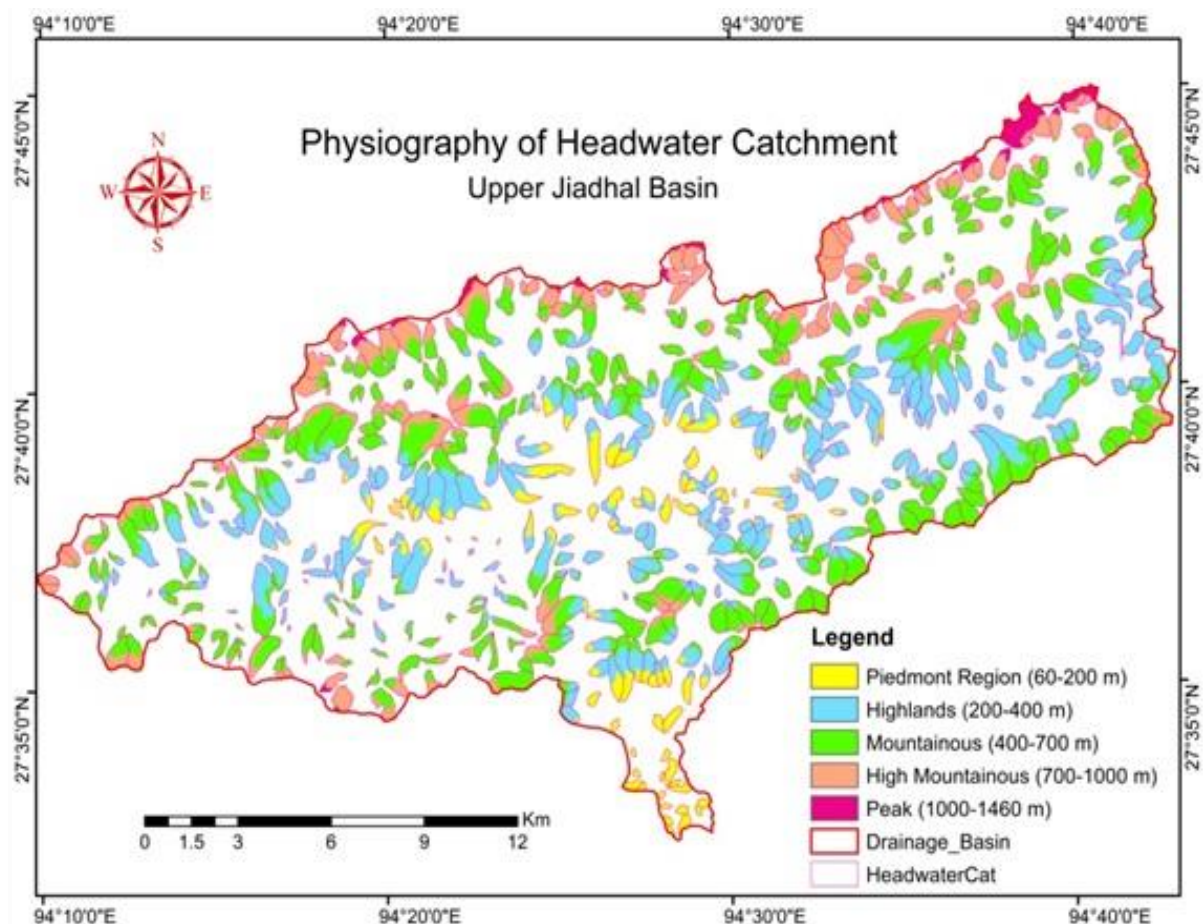 94°10'0"E 94°20'0"E 94°30'0"E 94°40'0"E
27°45'0"N
27°45'0"N
Physiography of Headwater Catchment
Upper Jiadhal Basin
N
W E
S
27°40'0"N
27°40'0"N
27°35'0"N
27°35'0"N
Legend
Piedmont Region (60-200 m)
Highlands (200-400 m)
Mountainous (400-700 m)
High Mountainous (700-1000 m)
Peak (1000-1460 m)
Drainage_Basin
HeadwaterCat
Km
0 1.5 3 6 9 12
94°10'0"E 94°20'0"E 94°30'0"E 94°40'0"E